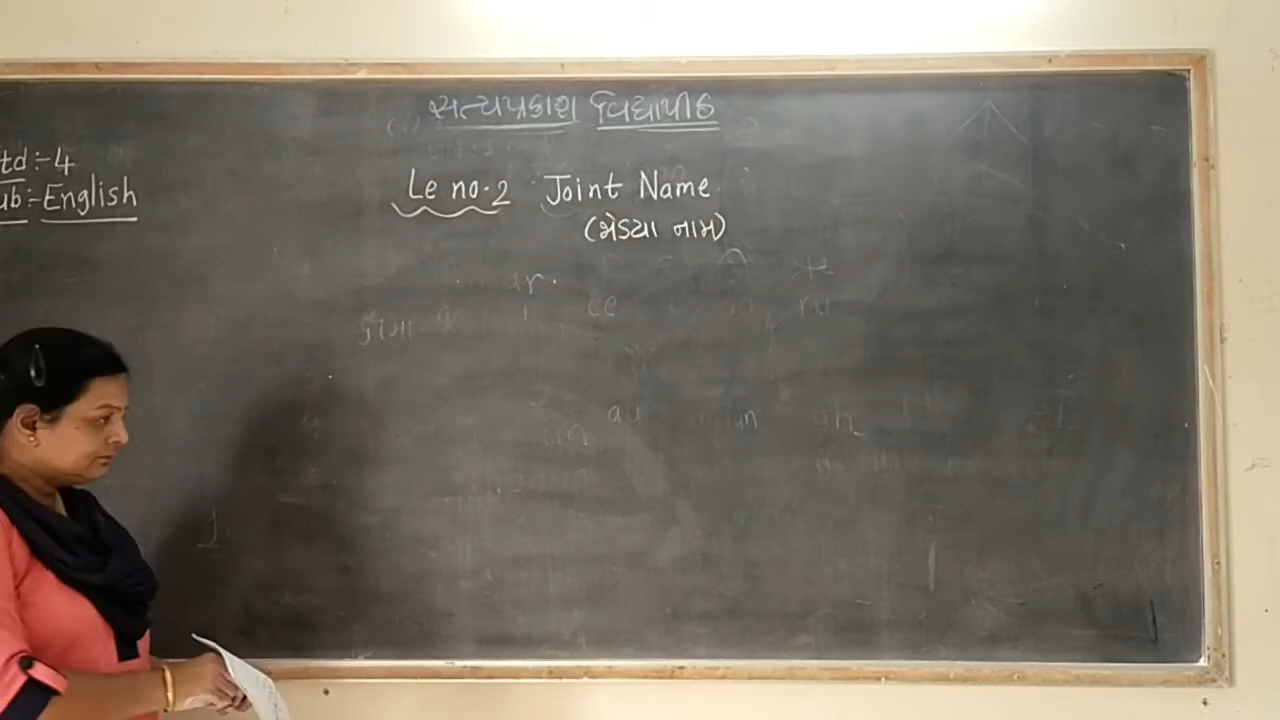 સત્યપ્રકાશ વિદ્યાપીઠ
td :- 4
ub :- English
Le no. 2 Joint Name
(જોડ્યા નામ)